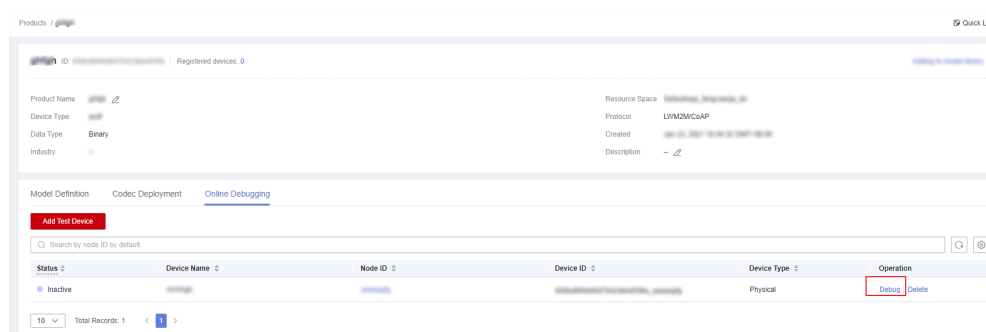 Products /
Quick L
ID: Registered devices: 0
Product Name Resource Space
Device Type Protocol LWM2M/CoAP
Data Type Binary Created
Industry -- Description --
Model Definition Codec Deployment Online Debugging
Add Test Device
Search by node ID by default.
Status Device Name Node ID Device ID Device Type Operation
Inactive Physical Debug Delete
10 Total Records: 1 < 1 >